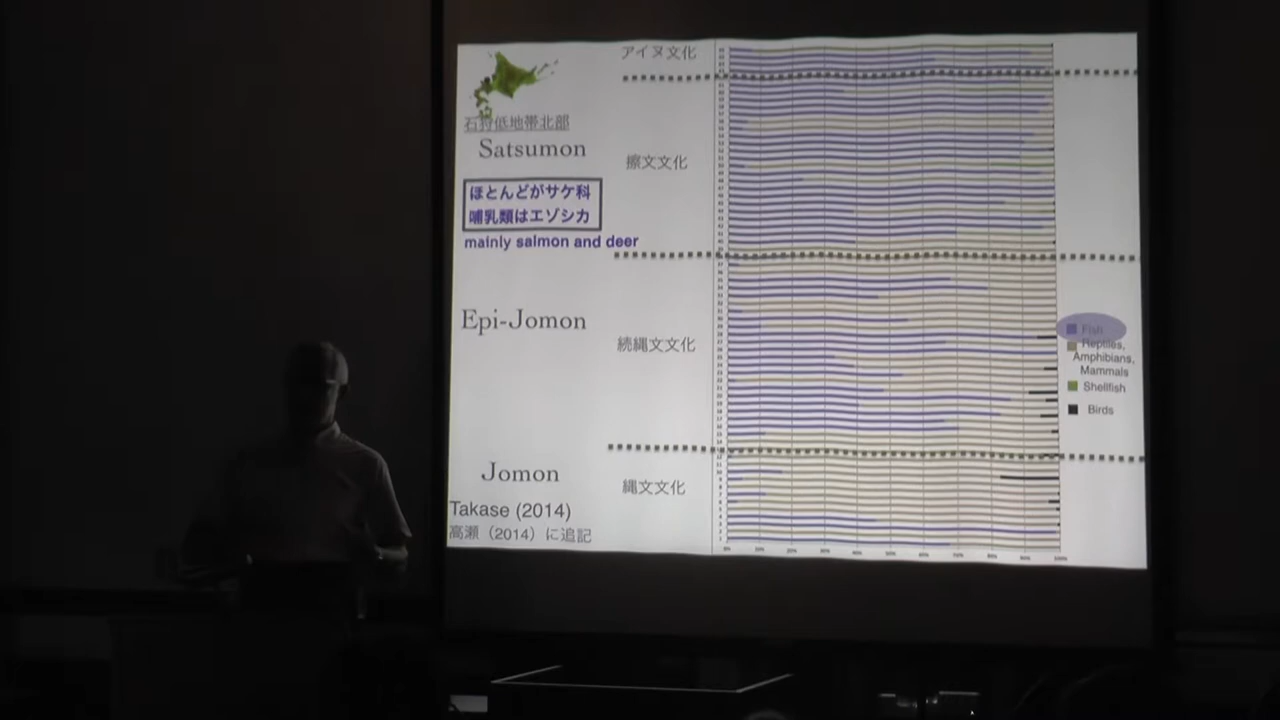 アイヌ文化
石狩低地帯北部
Satsumon
擦文文化
ほとんどがサケ科
哺乳類はエゾシカ
mainly salmon and deer
Epi-Jomon
続縄文文化
Fish
Reptiles,
Amphibians,
Mammals
Shellfish
Birds
Jomon
縄文文化
Takase (2014)
高瀬（2014）に追記